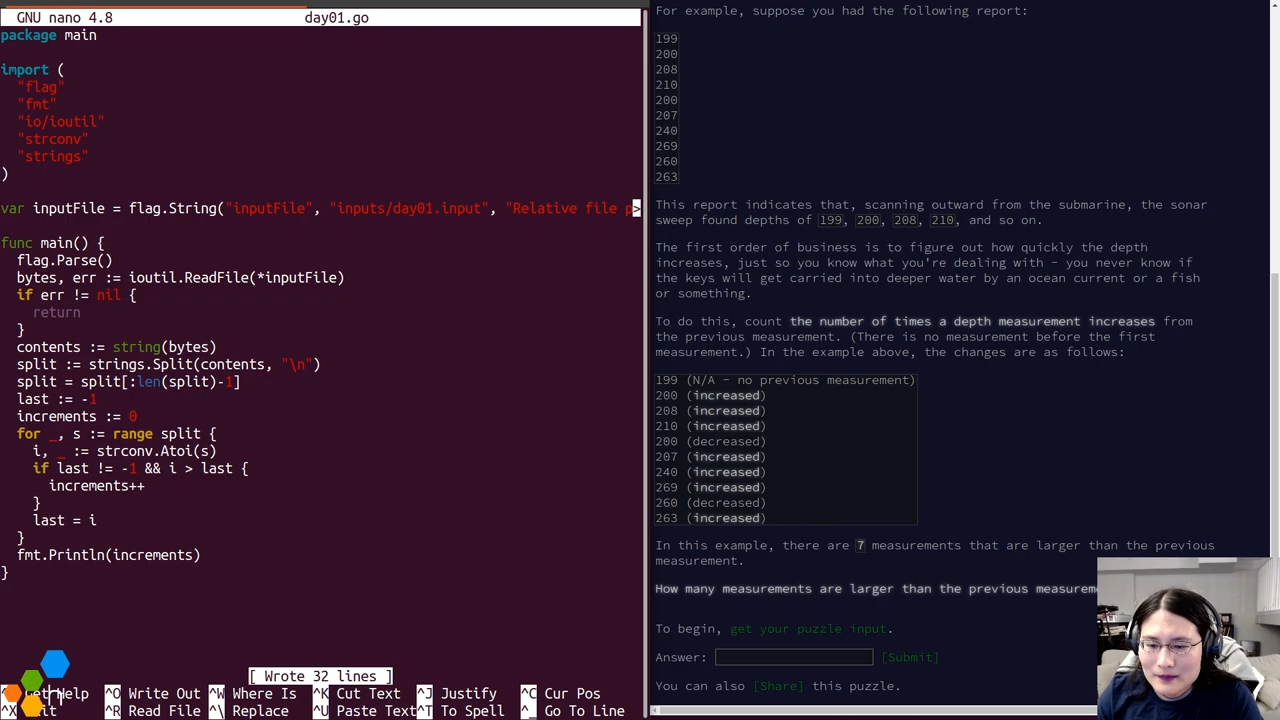 GNU nano 4.8 day01.go
package main
import (
"flag"
"fmt"
"io/ioutil"
"strconv"
"strings"
)
var inputFile = flag.String("inputFile", "inputs/day01.input", "Relative file p>
func main() {
flag.Parse()
bytes, err := ioutil.ReadFile(*inputFile)
if err != nil {
return
}
contents := string(bytes)
split := strings.Split(contents, "\n")
split = split[:len(split)-1]
last := -1
increments := 0
for _, s := range split {
i, _ := strconv.Atoi(s)
if last != -1 && i > last {
increments++
}
last = i
}
fmt.Println(increments)
}
[ Wrote 32 lines ]
Get Help ^O Write Out ^W Where Is ^K Cut Text ^J Justify ^C Cur Pos
^X ^R Read File ^\ Replace ^U Paste Text ^T To Spell ^_ Go To Line
For example, suppose you had the following report:
199
200
208
210
200
207
240
269
260
263
This report indicates that, scanning outward from the submarine, the sonar
sweep found depths of 199, 200, 208, 210, and so on.
The first order of business is to figure out how quickly the depth
increases, just so you know what you're dealing with - you never know if
the keys will get carried into deeper water by an ocean current or a fish
or something.
To do this, count the number of times a depth measurement increases from
the previous measurement. (There is no measurement before the first
measurement.) In the example above, the changes are as follows:
199 (N/A - no previous measurement)
200 (increased)
208 (increased)
210 (increased)
200 (decreased)
207 (increased)
240 (increased)
269 (increased)
260 (decreased)
263 (increased)
In this example, there are 7 measurements that are larger than the previous
measurement.
How many measurements are larger than the previous measurem
To begin, get your puzzle input.
Answer: [Submit]
You can also [Share] this puzzle.